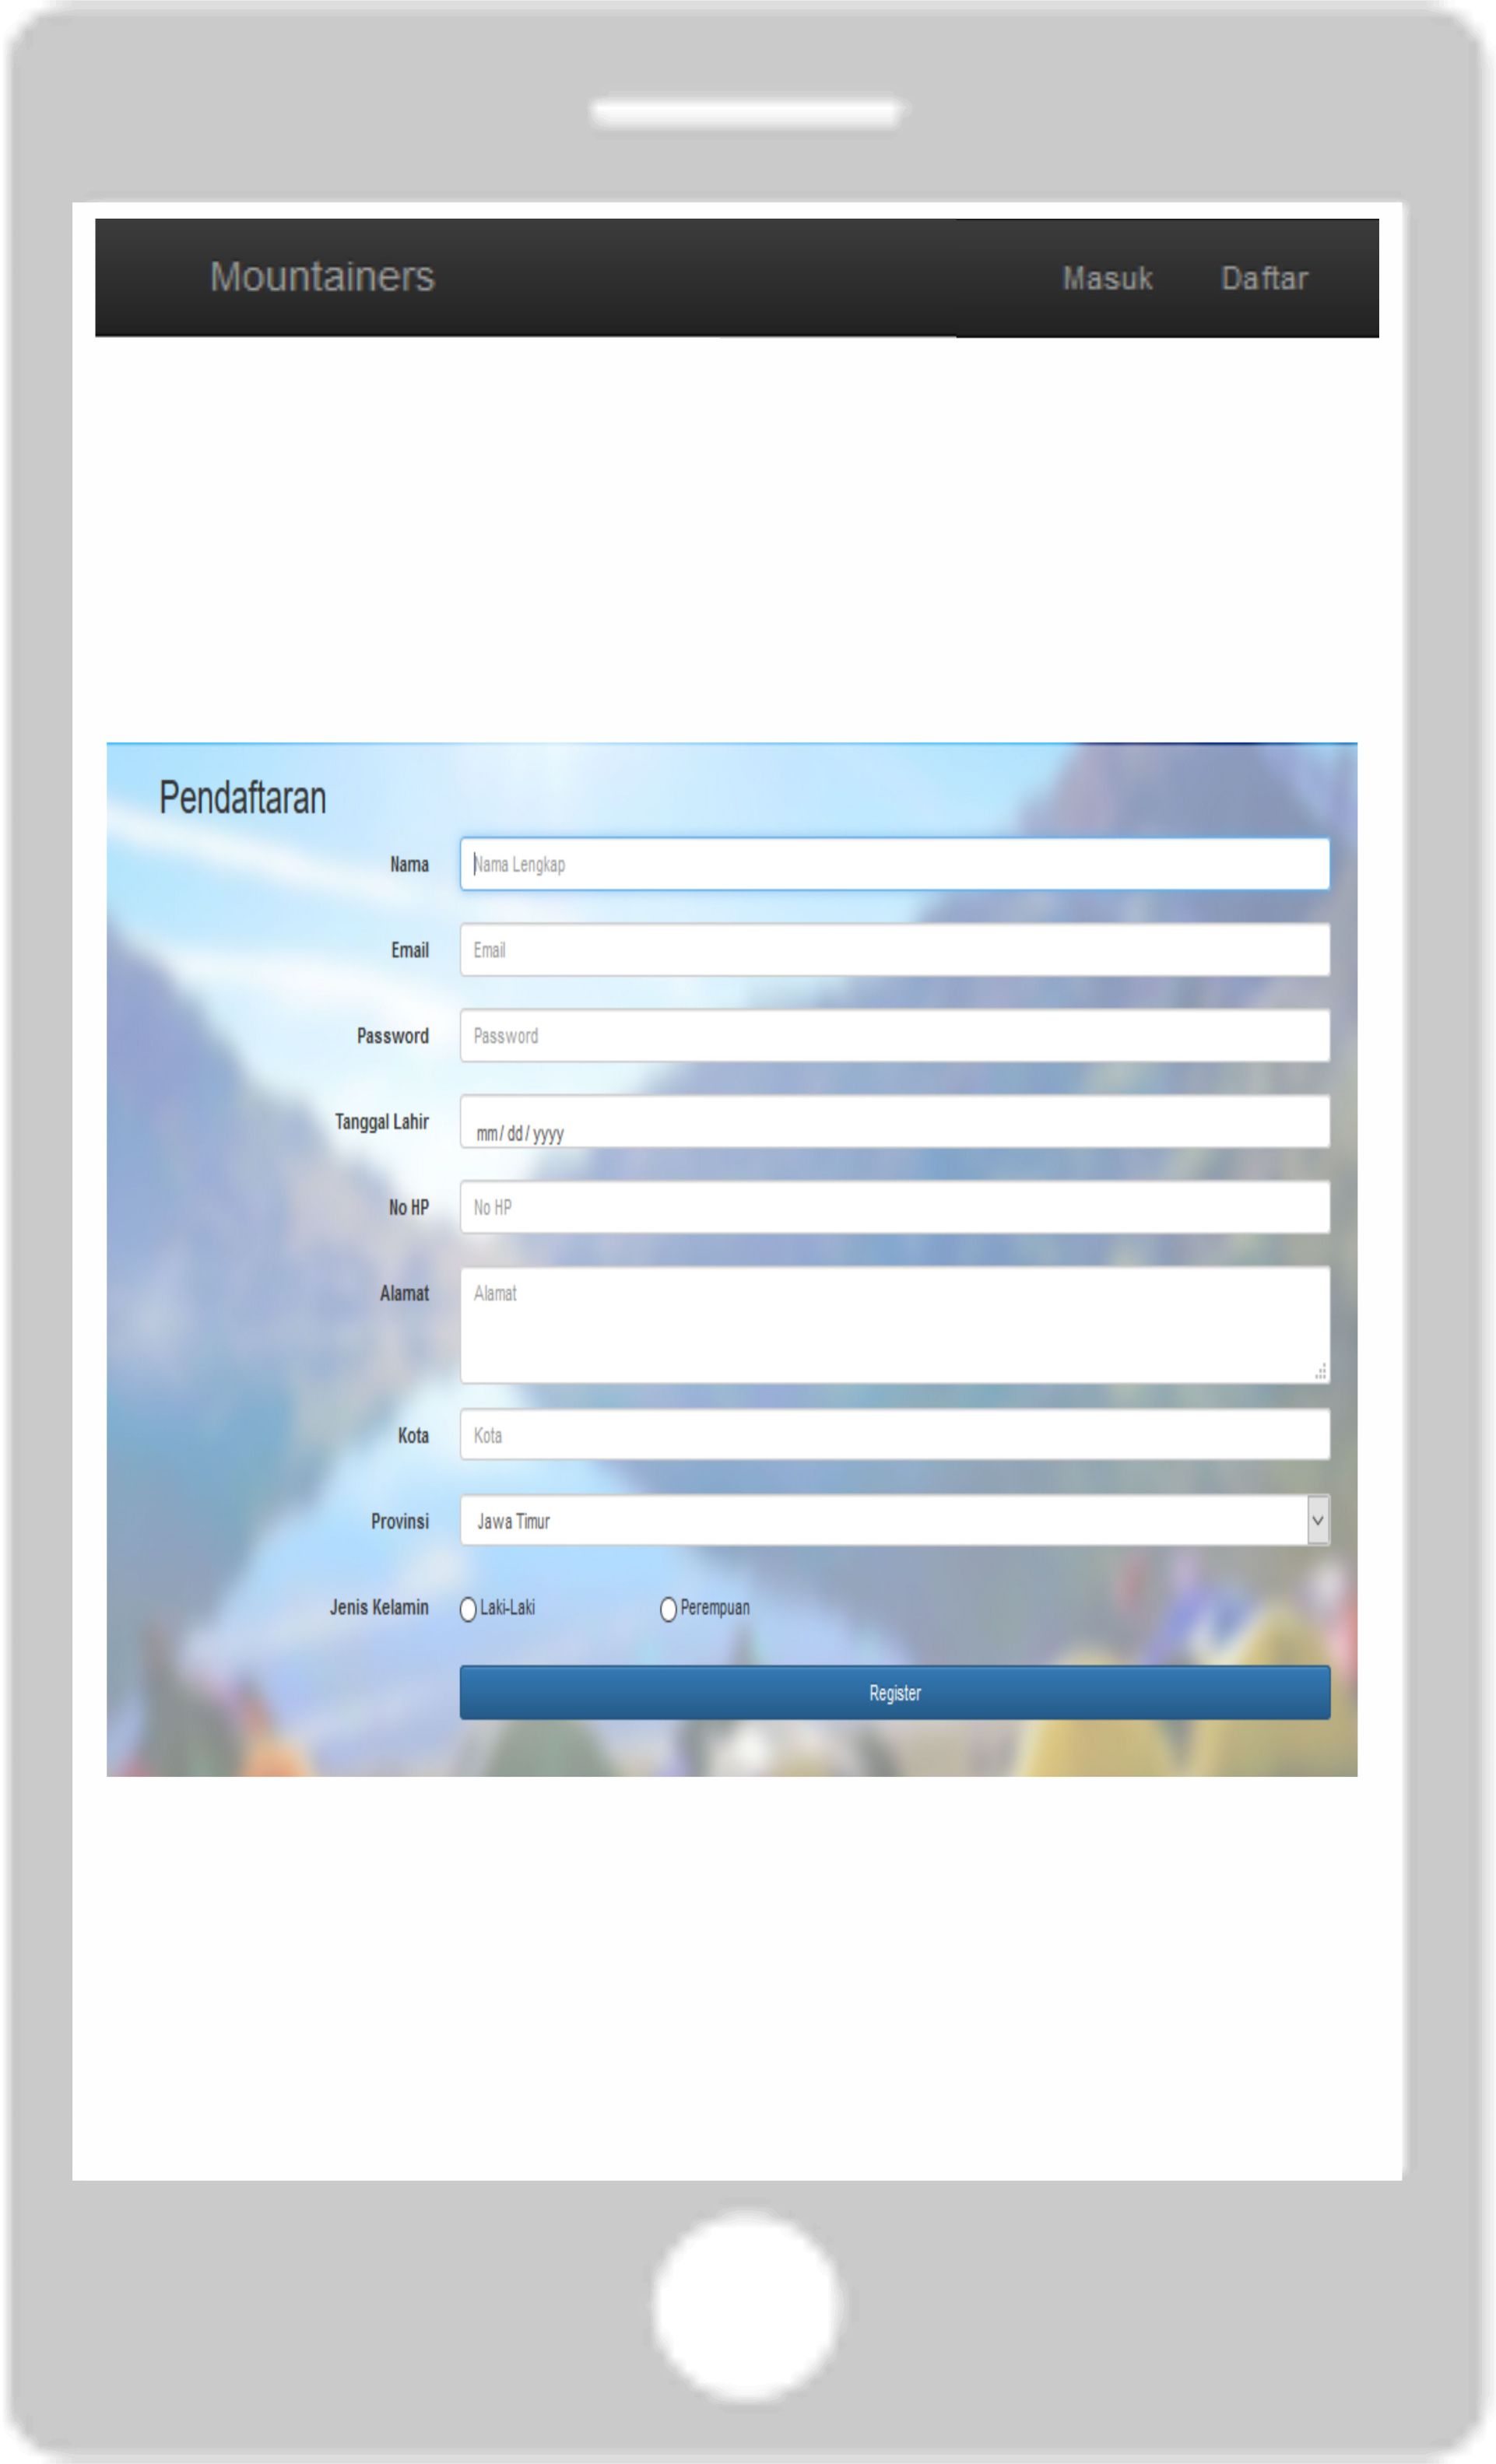 Mountainers Masuk Daftar
Pendaftaran
Nama Nama Lengkap
Email Email
Password Password
Tanggal Lahir mm / dd / yyyy
No HP No HP
Alamat Alamat
Kota Kota
Provinsi Jawa Timur
Jenis Kelamin Laki-Laki Perempuan
Register